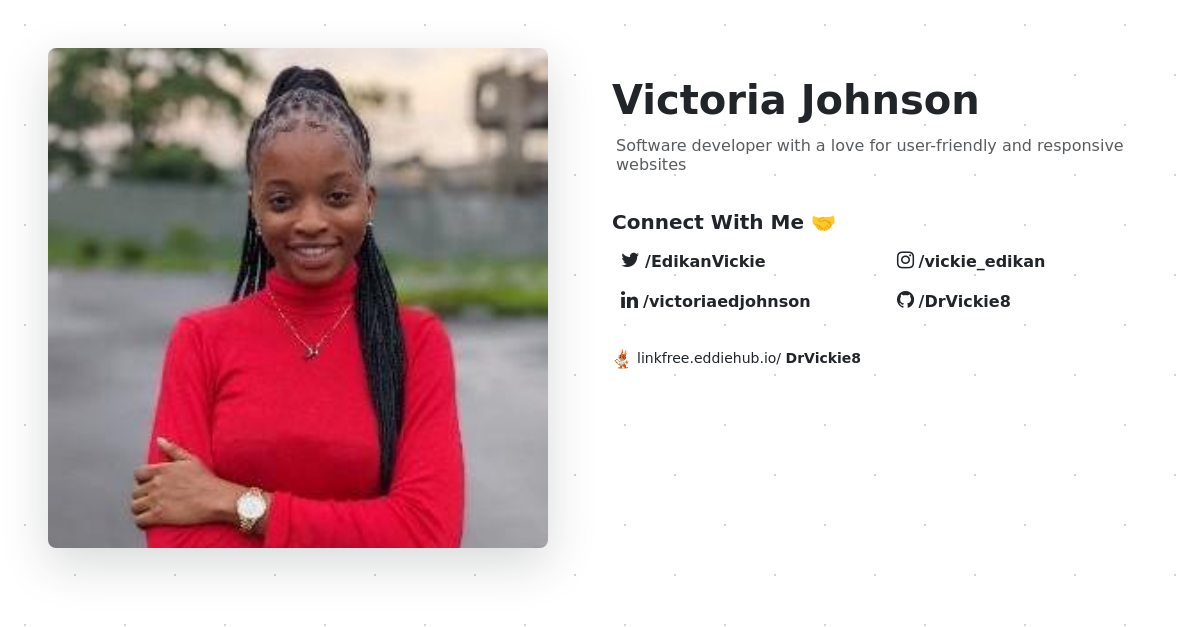 Victoria Johnson
Software developer with a love for user-friendly and responsive
websites
Connect With Me 🤝
/EdikanVickie
/vickie_edikan
/victoriaedjohnson
/DrVickie8
linkfree.eddiehub.io/ DrVickie8